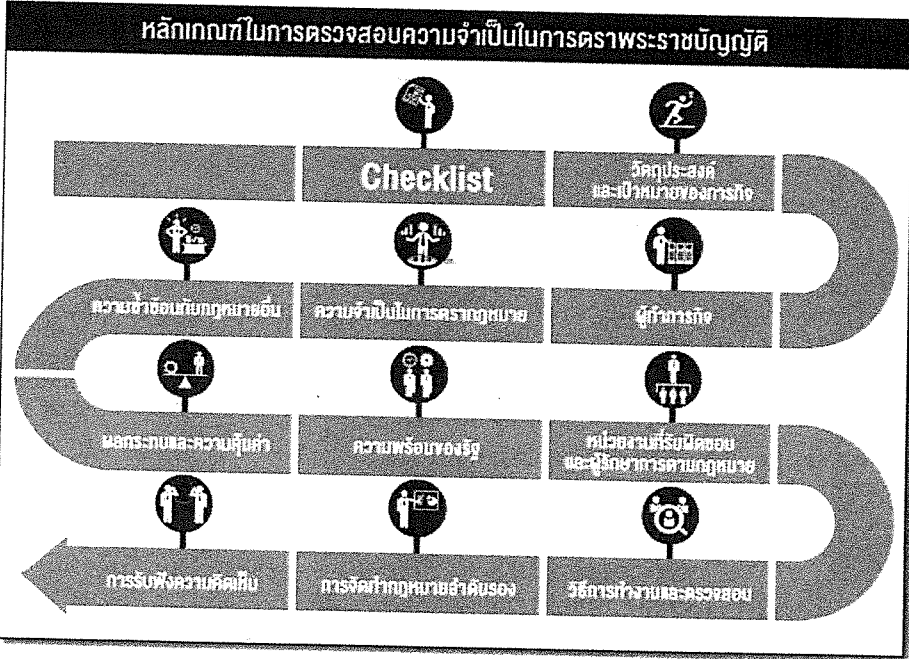 หลักเกณฑ์ในการตรวจสอบความจำเป็นในการตราพระราชบัญญัติ
Checklist
วัตถุประสงค์
และเป้าหมายของภารกิจ
ผู้ทำภารกิจ
ความจำเป็นในการตรากฎหมาย
ความซ้ำซ้อนกับกฎหมายอื่น
ผลกระทบและความคุ้มค่า
ความพร้อมของรัฐ
หน่วยงานที่รับผิดชอบ
และผู้รักษาการตามกฎหมาย
วิธีการทำงานและตรวจสอบ
การจัดทำกฎหมายลำดับรอง
การรับฟังความคิดเห็น